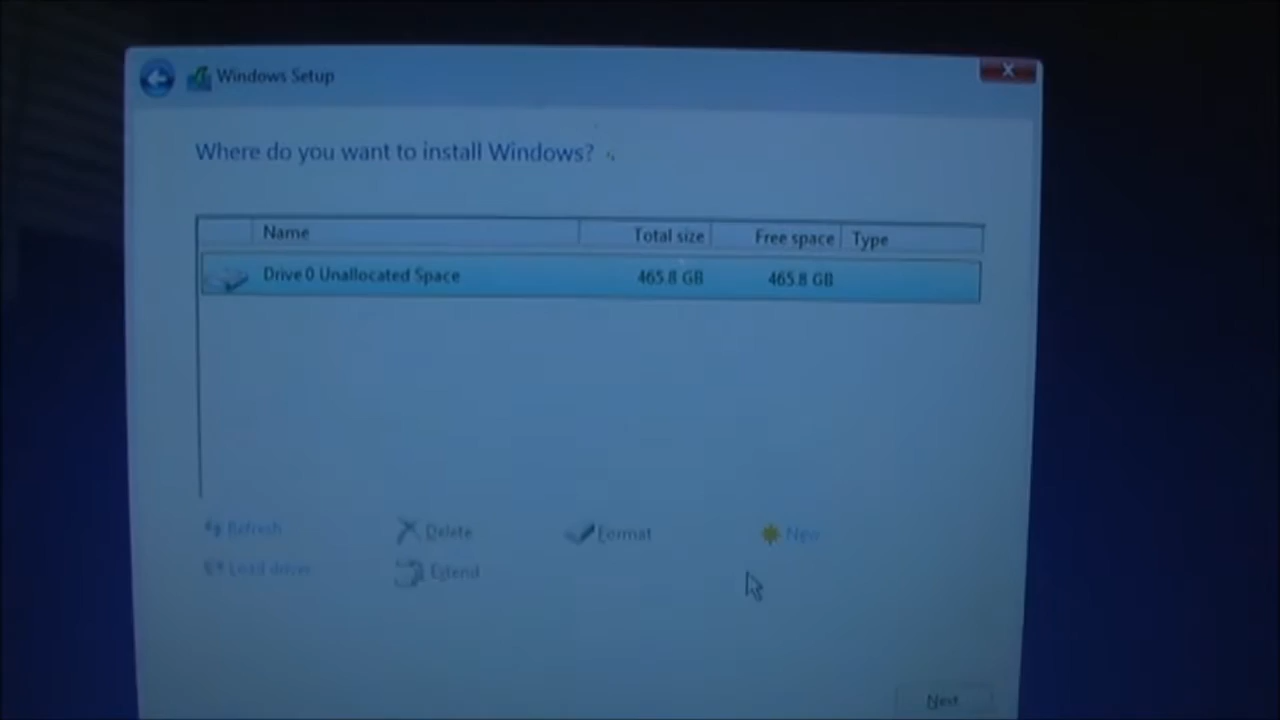 Windows Setup
Where do you want to install Windows?
Name Total size Free space Type
Drive 0 Unallocated Space 465.8 GB 465.8 GB
Refresh Delete Format New
Load driver Extend
Next